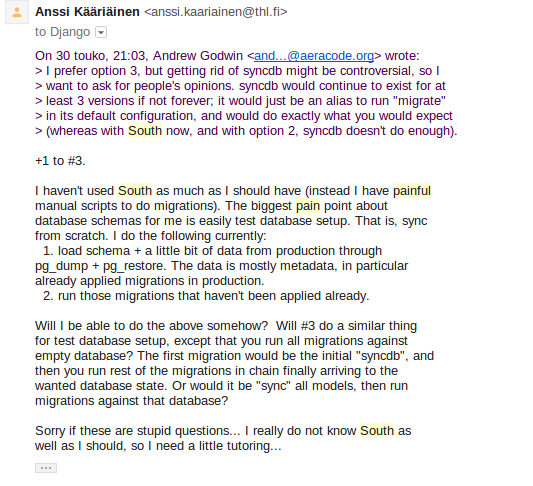 Anssi Kääriäinen <anssi.kaariainen@thl.fi>
to Django
On 30 touko, 21:03, Andrew Godwin <and...@aeracode.org> wrote:
> I prefer option 3, but getting rid of syncdb might be controversial, so I
> want to ask for people's opinions. syncdb would continue to exist for at
> least 3 versions if not forever; it would just be an alias to run "migrate"
> in its default configuration, and would do exactly what you would expect
> (whereas with South now, and with option 2, syncdb doesn't do enough).
+1 to #3.
I haven't used South as much as I should have (instead I have painful
manual scripts to do migrations). The biggest pain point about
database schemas for me is easily test database setup. That is, sync
from scratch. I do the following currently:
1. load schema + a little bit of data from production through
pg_dump + pg_restore. The data is mostly metadata, in particular
already applied migrations in production.
2. run those migrations that haven't been applied already.
Will I be able to do the above somehow?  Will #3 do a similar thing
for test database setup, except that you run all migrations against
empty database? The first migration would be the initial "syncdb", and
then you run rest of the migrations in chain finally arriving to the
wanted database state. Or would it be "sync" all models, then run
migrations against that database?
Sorry if these are stupid questions... I really do not know South as
well as I should, so I need a little tutoring...